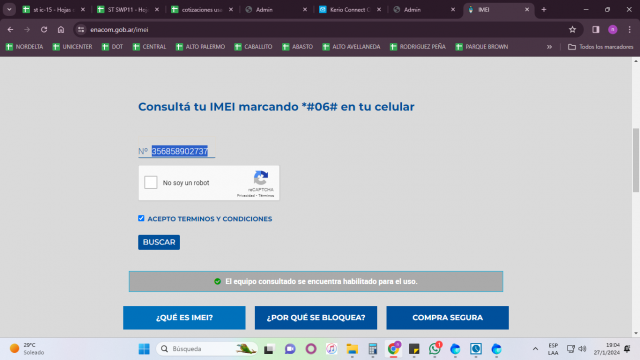 st ic-15 - Hojas
ST SWP11 - Hoj
cotizaciones us
Admin
Kerio Connect C
Admin
IMEI
enacom.gob.ar/imei
NORDELTA UNICENTER DOT CENTRAL ALTO PALERMO CABALLITO ABASTO ALTO AVELLANEDA RODRIGUEZ PEÑA PARQUE BROWN » Todos los marcadores
Consultá tu IMEI marcando *#06# en tu celular
Nº 356858902737
No soy un robot
reCAPTCHA
Privacidad - Términos
ACEPTO TERMINOS Y CONDICIONES
BUSCAR
El equipo consultado se encuentra habilitado para el uso.
¿QUÉ ES IMEI? ¿POR QUÉ SE BLOQUEA? COMPRA SEGURA
29°C
Soleado
Búsqueda
ESP
LAA
19:04
27/1/2024